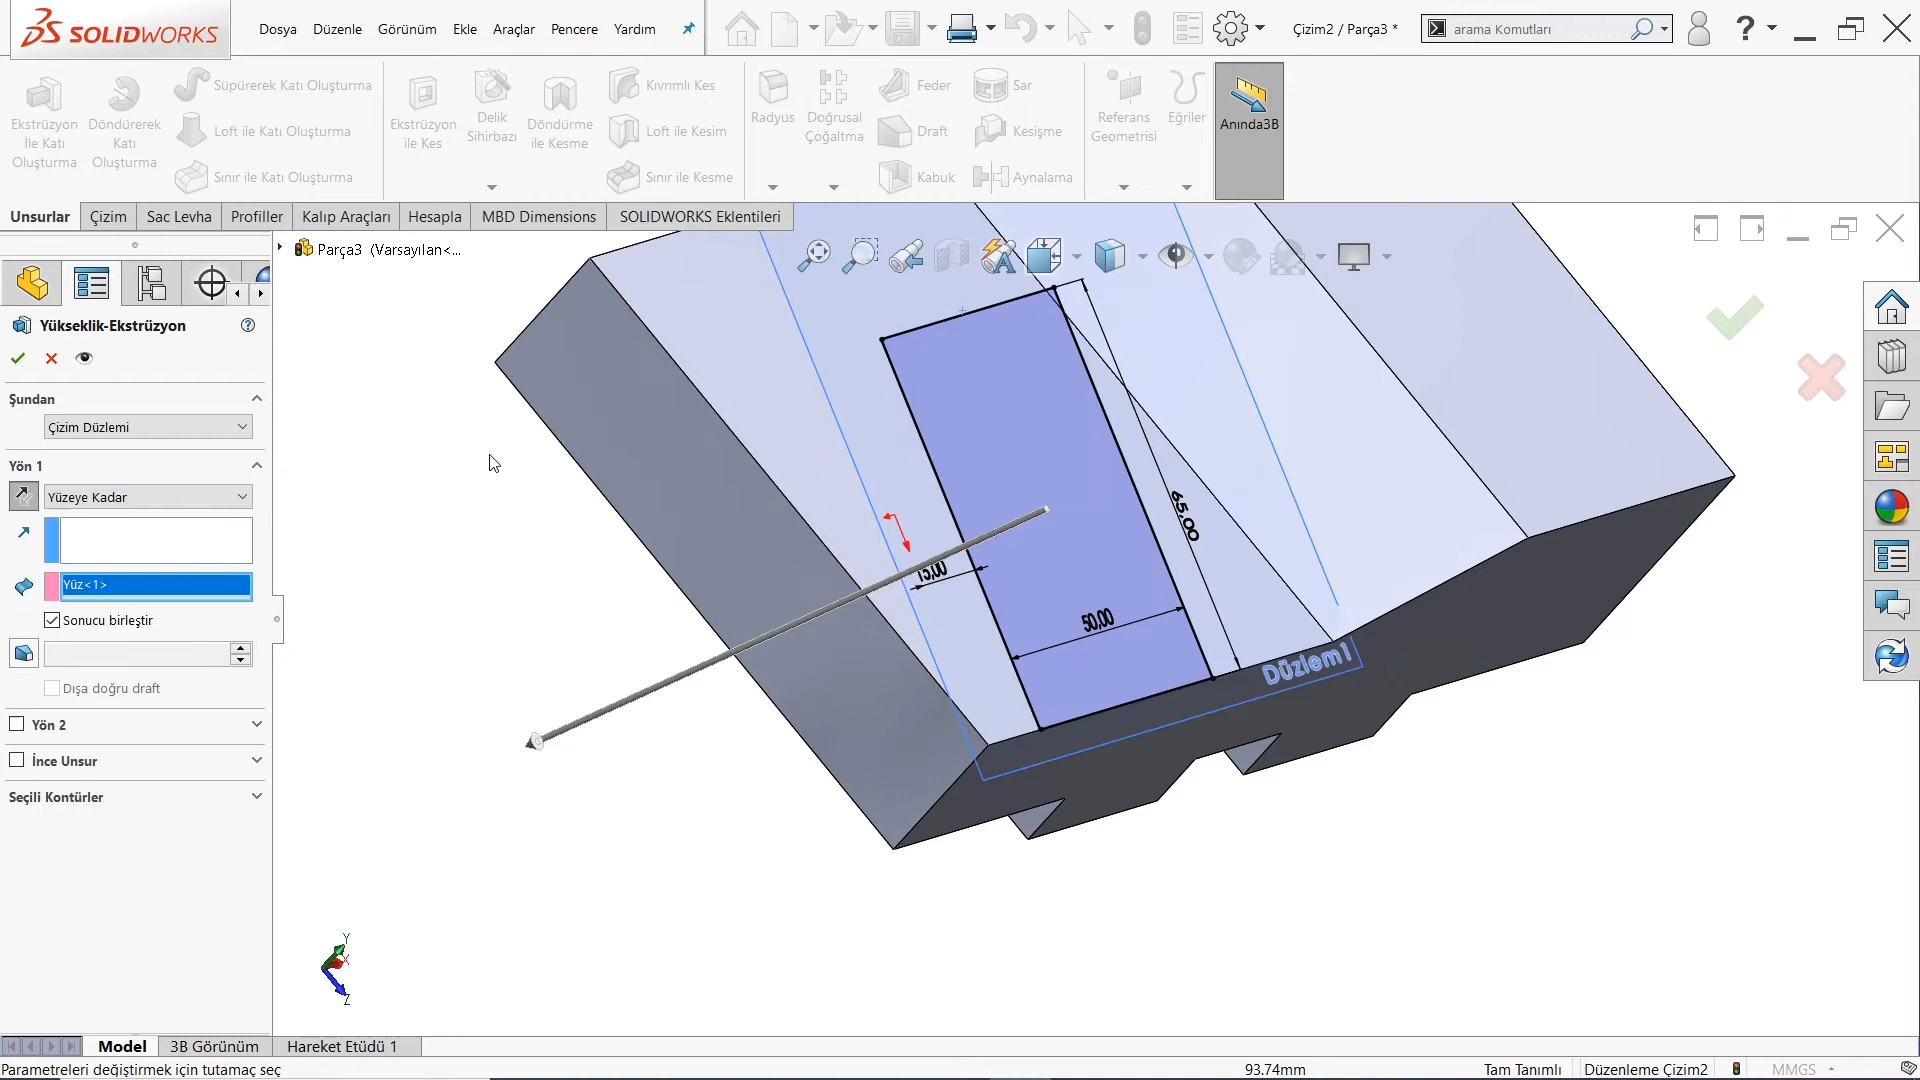 SOLIDWORKS
Dosya Düzenle Görünüm Ekle Araçlar Pencere Yardım
Çizim2 / Parça3 *
arama Komutları
Ekstrüzyon İle Katı Oluşturma
Döndürerek Katı Oluşturma
Süpürerek Katı Oluşturma
Loft ile Katı Oluşturma
Sınır ile Katı Oluşturma
Ekstrüzyon ile Kes
Delik Sihirbazı
Döndürme ile Kesme
Kıvrımlı Kes
Loft ile Kesim
Sınır ile Kesme
Radyus
Doğrusal Çoğaltma
Feder
Draft
Kabuk
Sar
Kesişme
Aynalama
Referans Geometrisi
Eğriler
Anında3B
Unsurlar Çizim Sac Levha Profiller Kalıp Araçları Hesapla MBD Dimensions SOLIDWORKS Eklentileri
Parça3 (Varsayılan<...
Yükseklik-Ekstrüzyon
Şundan
Çizim Düzlemi
Yön 1
Yüzeye Kadar
Yüz<1>
Sonucu birleştir
Dışa doğru draft
Yön 2
İnce Unsur
Seçili Kontürler
65,00
15,00
50,00
Düzlem1
Y
X
Z
Model 3B Görünüm Hareket Etüdü 1
Parametreleri değiştirmek için tutamaç seç
93.74mm Tam Tanımlı Düzenleme Çizim2 MMGS